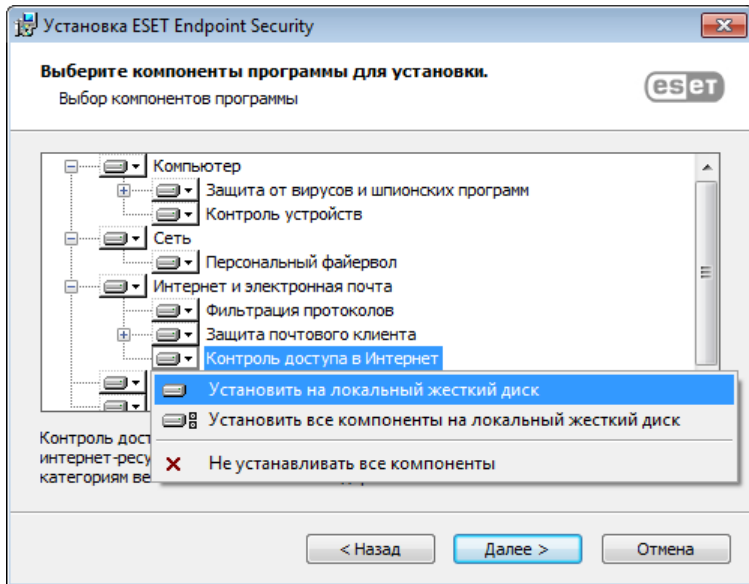 Установка ESET Endpoint Security
Выберите компоненты программы для установки.
Выбор компонентов программы
eset
Компьютер
Защита от вирусов и шпионских программ
Контроль устройств
Сеть
Персональный файервол
Интернет и электронная почта
Фильтрация протоколов
Защита почтового клиента
Контроль доступа в Интернет
Установить на локальный жесткий диск
Установить все компоненты на локальный жесткий диск
Не устанавливать все компоненты
Контроль дост
интернет-ресу
категориям ве
< Назад
Далее >
Отмена